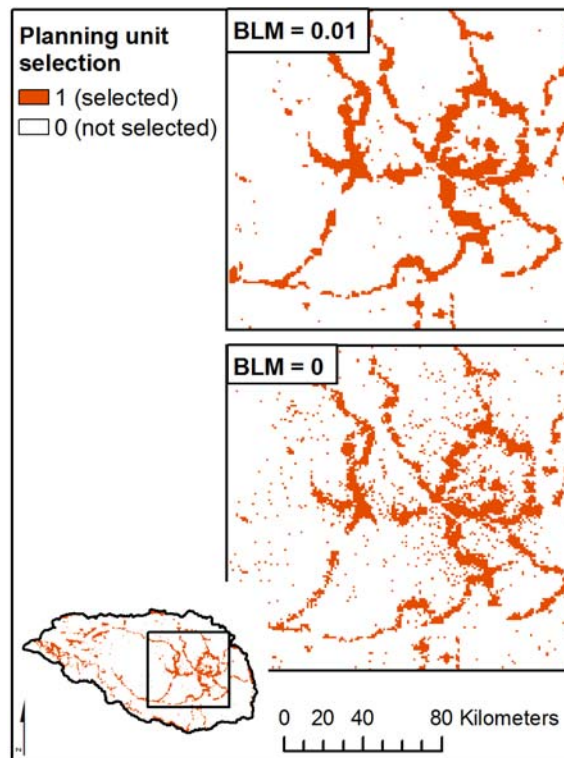 Planning unit
selection
1 (selected)
0 (not selected)
BLM = 0.01
BLM = 0
0 20 40 80 Kilometers
z